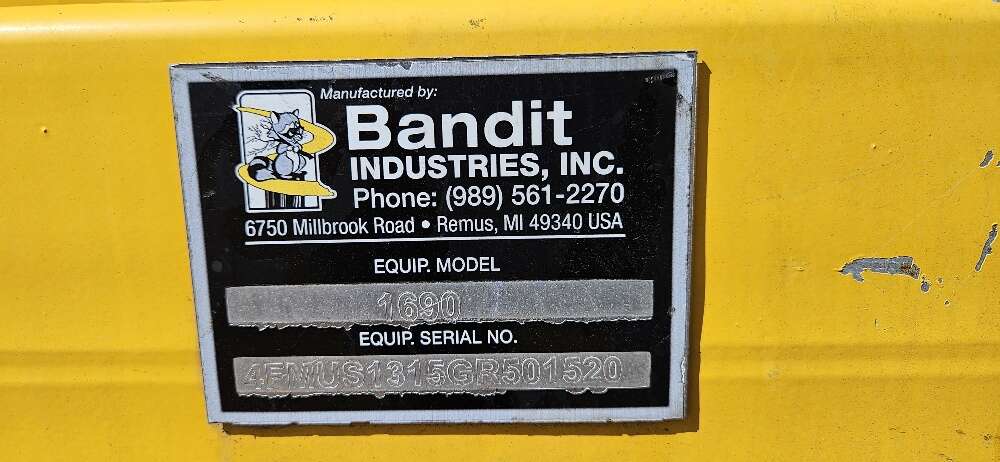 Manufactured by:
Bandit
INDUSTRIES, INC.
Phone: (989) 561-2270
6750 Millbrook Road • Remus, MI 49340 USA
EQUIP. MODEL
1690
EQUIP. SERIAL NO.
4FMUS1315GR501520